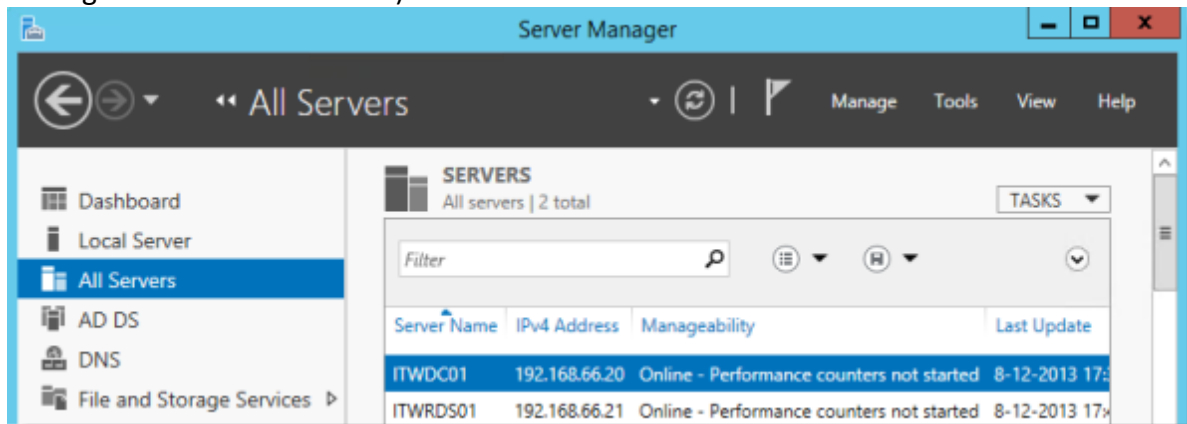 Server Manager
All Servers
Manage Tools View Help
Dashboard
Local Server
All Servers
AD DS
DNS
File and Storage Services
SERVERS
All servers | 2 total
TASKS
Filter
Server Name IPv4 Address Manageability Last Update
ITWDC01 192.168.66.20 Online - Performance counters not started 8-12-2013 17:
ITWRDS01 192.168.66.21 Online - Performance counters not started 8-12-2013 17: